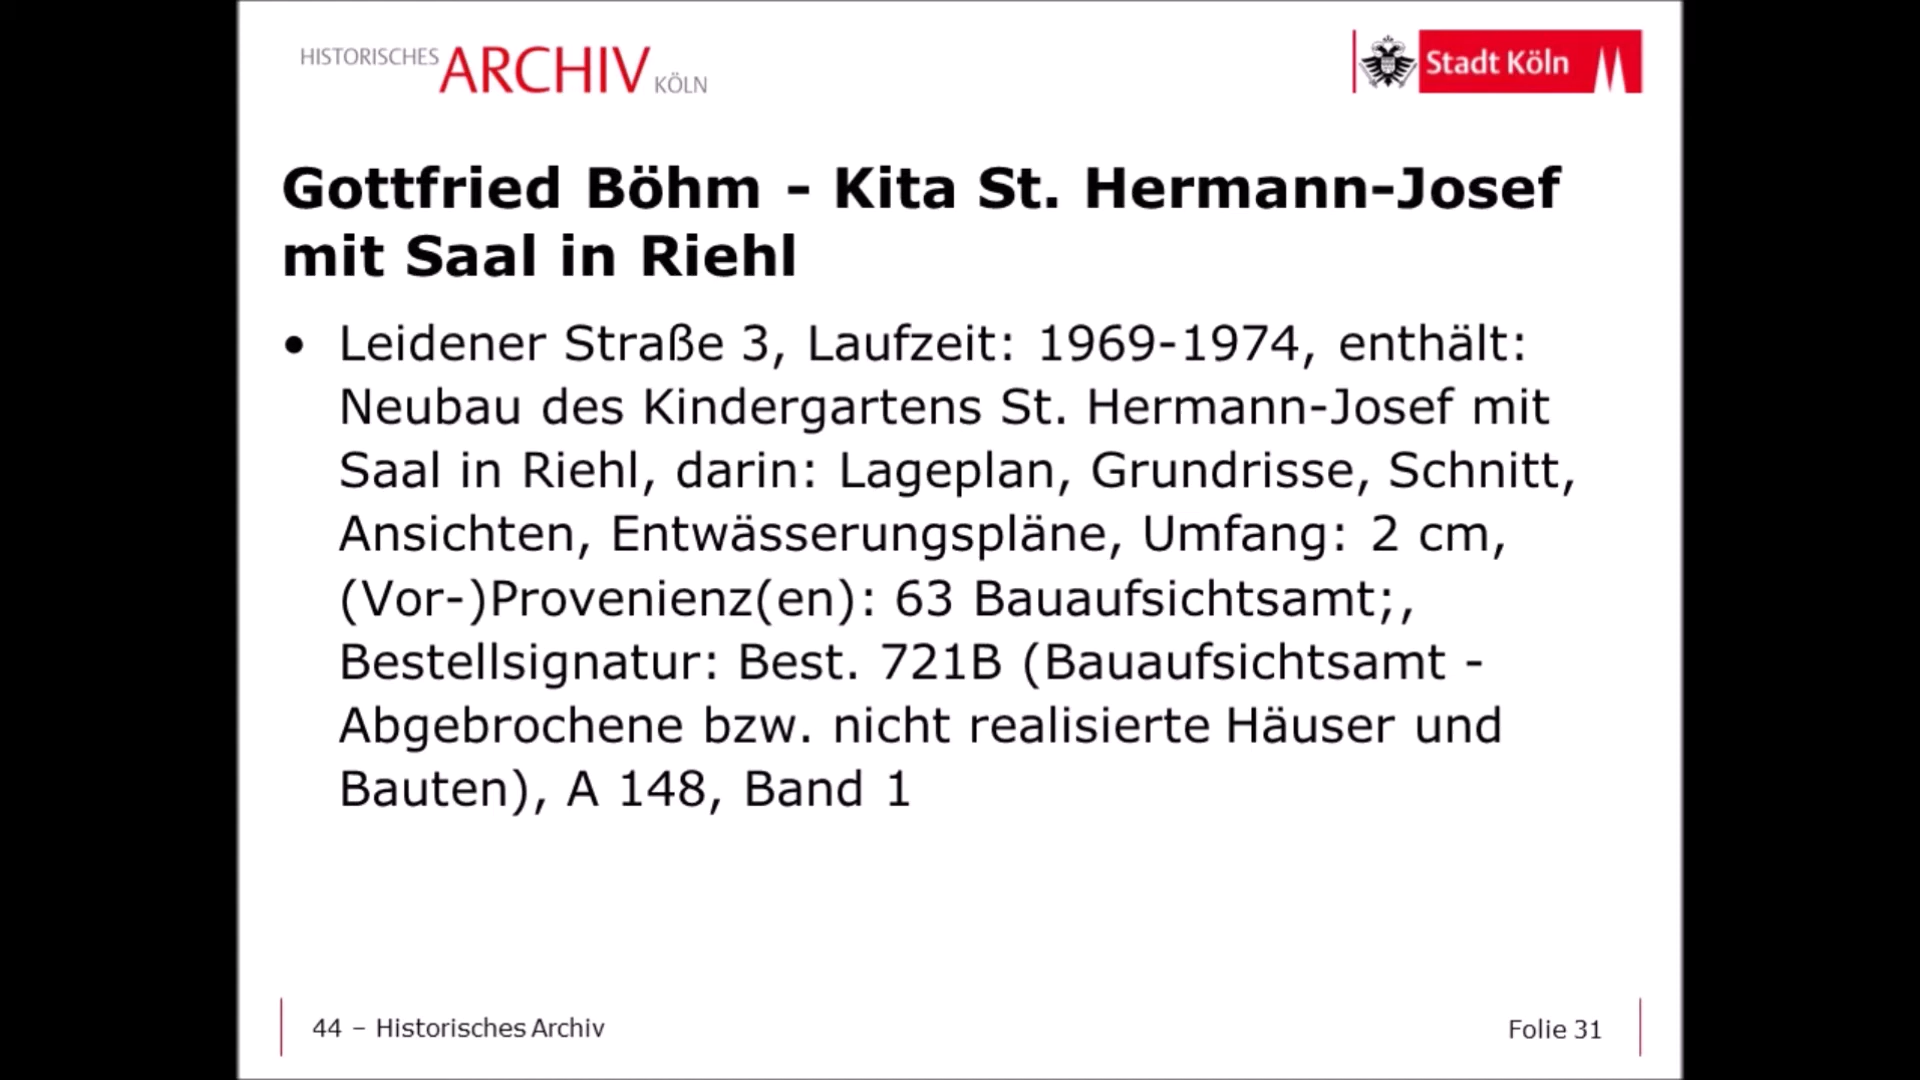 HISTORISCHES ARCHIV KÖLN
Stadt Köln
Gottfried Böhm - Kita St. Hermann-Josef
mit Saal in Riehl
• Leidener Straße 3, Laufzeit: 1969-1974, enthält:
Neubau des Kindergartens St. Hermann-Josef mit
Saal in Riehl, darin: Lageplan, Grundrisse, Schnitt,
Ansichten, Entwässerungspläne, Umfang: 2 cm,
(Vor-)Provenienz(en): 63 Bauaufsichtsamt;,
Bestellsignatur: Best. 721B (Bauaufsichtsamt -
Abgebrochene bzw. nicht realisierte Häuser und
Bauten), A 148, Band 1
44 – Historisches Archiv
Folie 31